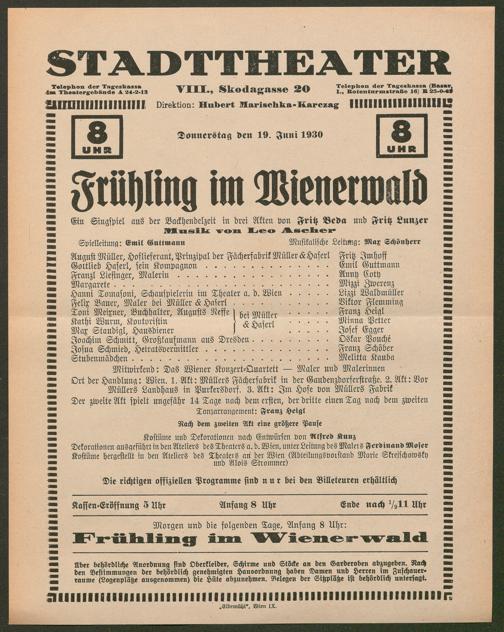 STADTTHEATER
Telephon der Tageskassa
im Theatergebäude A 24-2-13
VIII., Skodagasse 20
Telephon der Tageskassa (Bazar,
I., Rotenturmstraße 16) R 25-0-48
Direktion: Hubert Marischka-Karczag
8 UHR
Donnerstag den 19. Juni 1930
8 UHR
Frühling im Wienerwald
Ein Singspiel aus der Backhendelzeit in drei Akten von Fritz Beda und Fritz Lunzer
Musik von Leo Ascher
Spielleitung: Emil Guttmann
Musikalische Leitung: Max Schönherr
August Müller, Hoflieferant, Prinzipal der Fächerfabrik Müller & Haferl Fritz Imhoff
Gottlieb Haferl, sein Kompagnon . . . . . . Emil Guttmann
Franzl Liesinger, Malerin . . . . . . Anny Coty
Margarete . . . . . . Mizzi Zwerenz
Hanni Tomasoni, Schauspielerin im Theater a. d. Wien . . . . . . Lizzi Waldmüller
Felix Bauer, Maler bei Müller & Haferl . . . . . . Viktor Flemming
Toni Meixner, Buchhalter, Augusts Neffe } bei Müller & Haferl . . . . . . Franz Heigl
Kathi Wurm, Kontoristin . . . . . . Minna Vetter
Max Standigl, Hausdiener . . . . . . Josef Egger
Joachim Schmitt, Großkaufmann aus Dresden . . . . . . Oskar Pouché
Josua Schmied, Heiratsvermittler . . . . . . Franz Schöber
Stubenmädchen . . . . . . Melitta Kauba
Mitwirkend: Das Wiener Konzert-Quartett — Maler und Malerinnen
Ort der Handlung: Wien. 1. Akt: Müllers Fächerfabrik in der Gaudenzdorferstraße. 2. Akt: Vor
Müllers Landhaus in Purkersdorf. 3. Akt: Im Hofe von Müllers Fabrik
Der zweite Akt spielt ungefähr 14 Tage nach dem ersten, der dritte einen Tag nach dem zweiten
Tanzarrangement: Franz Heigl
Nach dem zweiten Akt eine größere Pause
Kostüme und Dekorationen nach Entwürfen von Alfred Kunz
Dekorationen ausgeführt in den Ateliers des Theaters a. d. Wien, unter Leitung des Malers Ferdinand Moser
Kostüme hergestellt in den Ateliers des Theaters an der Wien (Abteilungsvorstand Marie Strejschowsky
und Alois Strommer)
Die richtigen offiziellen Programme sind nur bei den Billeteuren erhältlich
Kassen-Eröffnung 5 Uhr
Anfang 8 Uhr
Ende nach ½11 Uhr
Morgen und die folgenden Tage, Anfang 8 Uhr:
Frühling im Wienerwald
Über behördliche Anordnung sind Oberkleider, Schirme und Stöcke an den Garderoben abzugeben. Nach
den Bestimmungen der behördlich genehmigten Hausordnung haben Damen und Herren im Zuschauer-
raume (Logenplätze ausgenommen) die Hüte abzunehmen. Belegen der Sitzplätze ist behördlich untersagt.
„Elbemühl“, Wien IX.